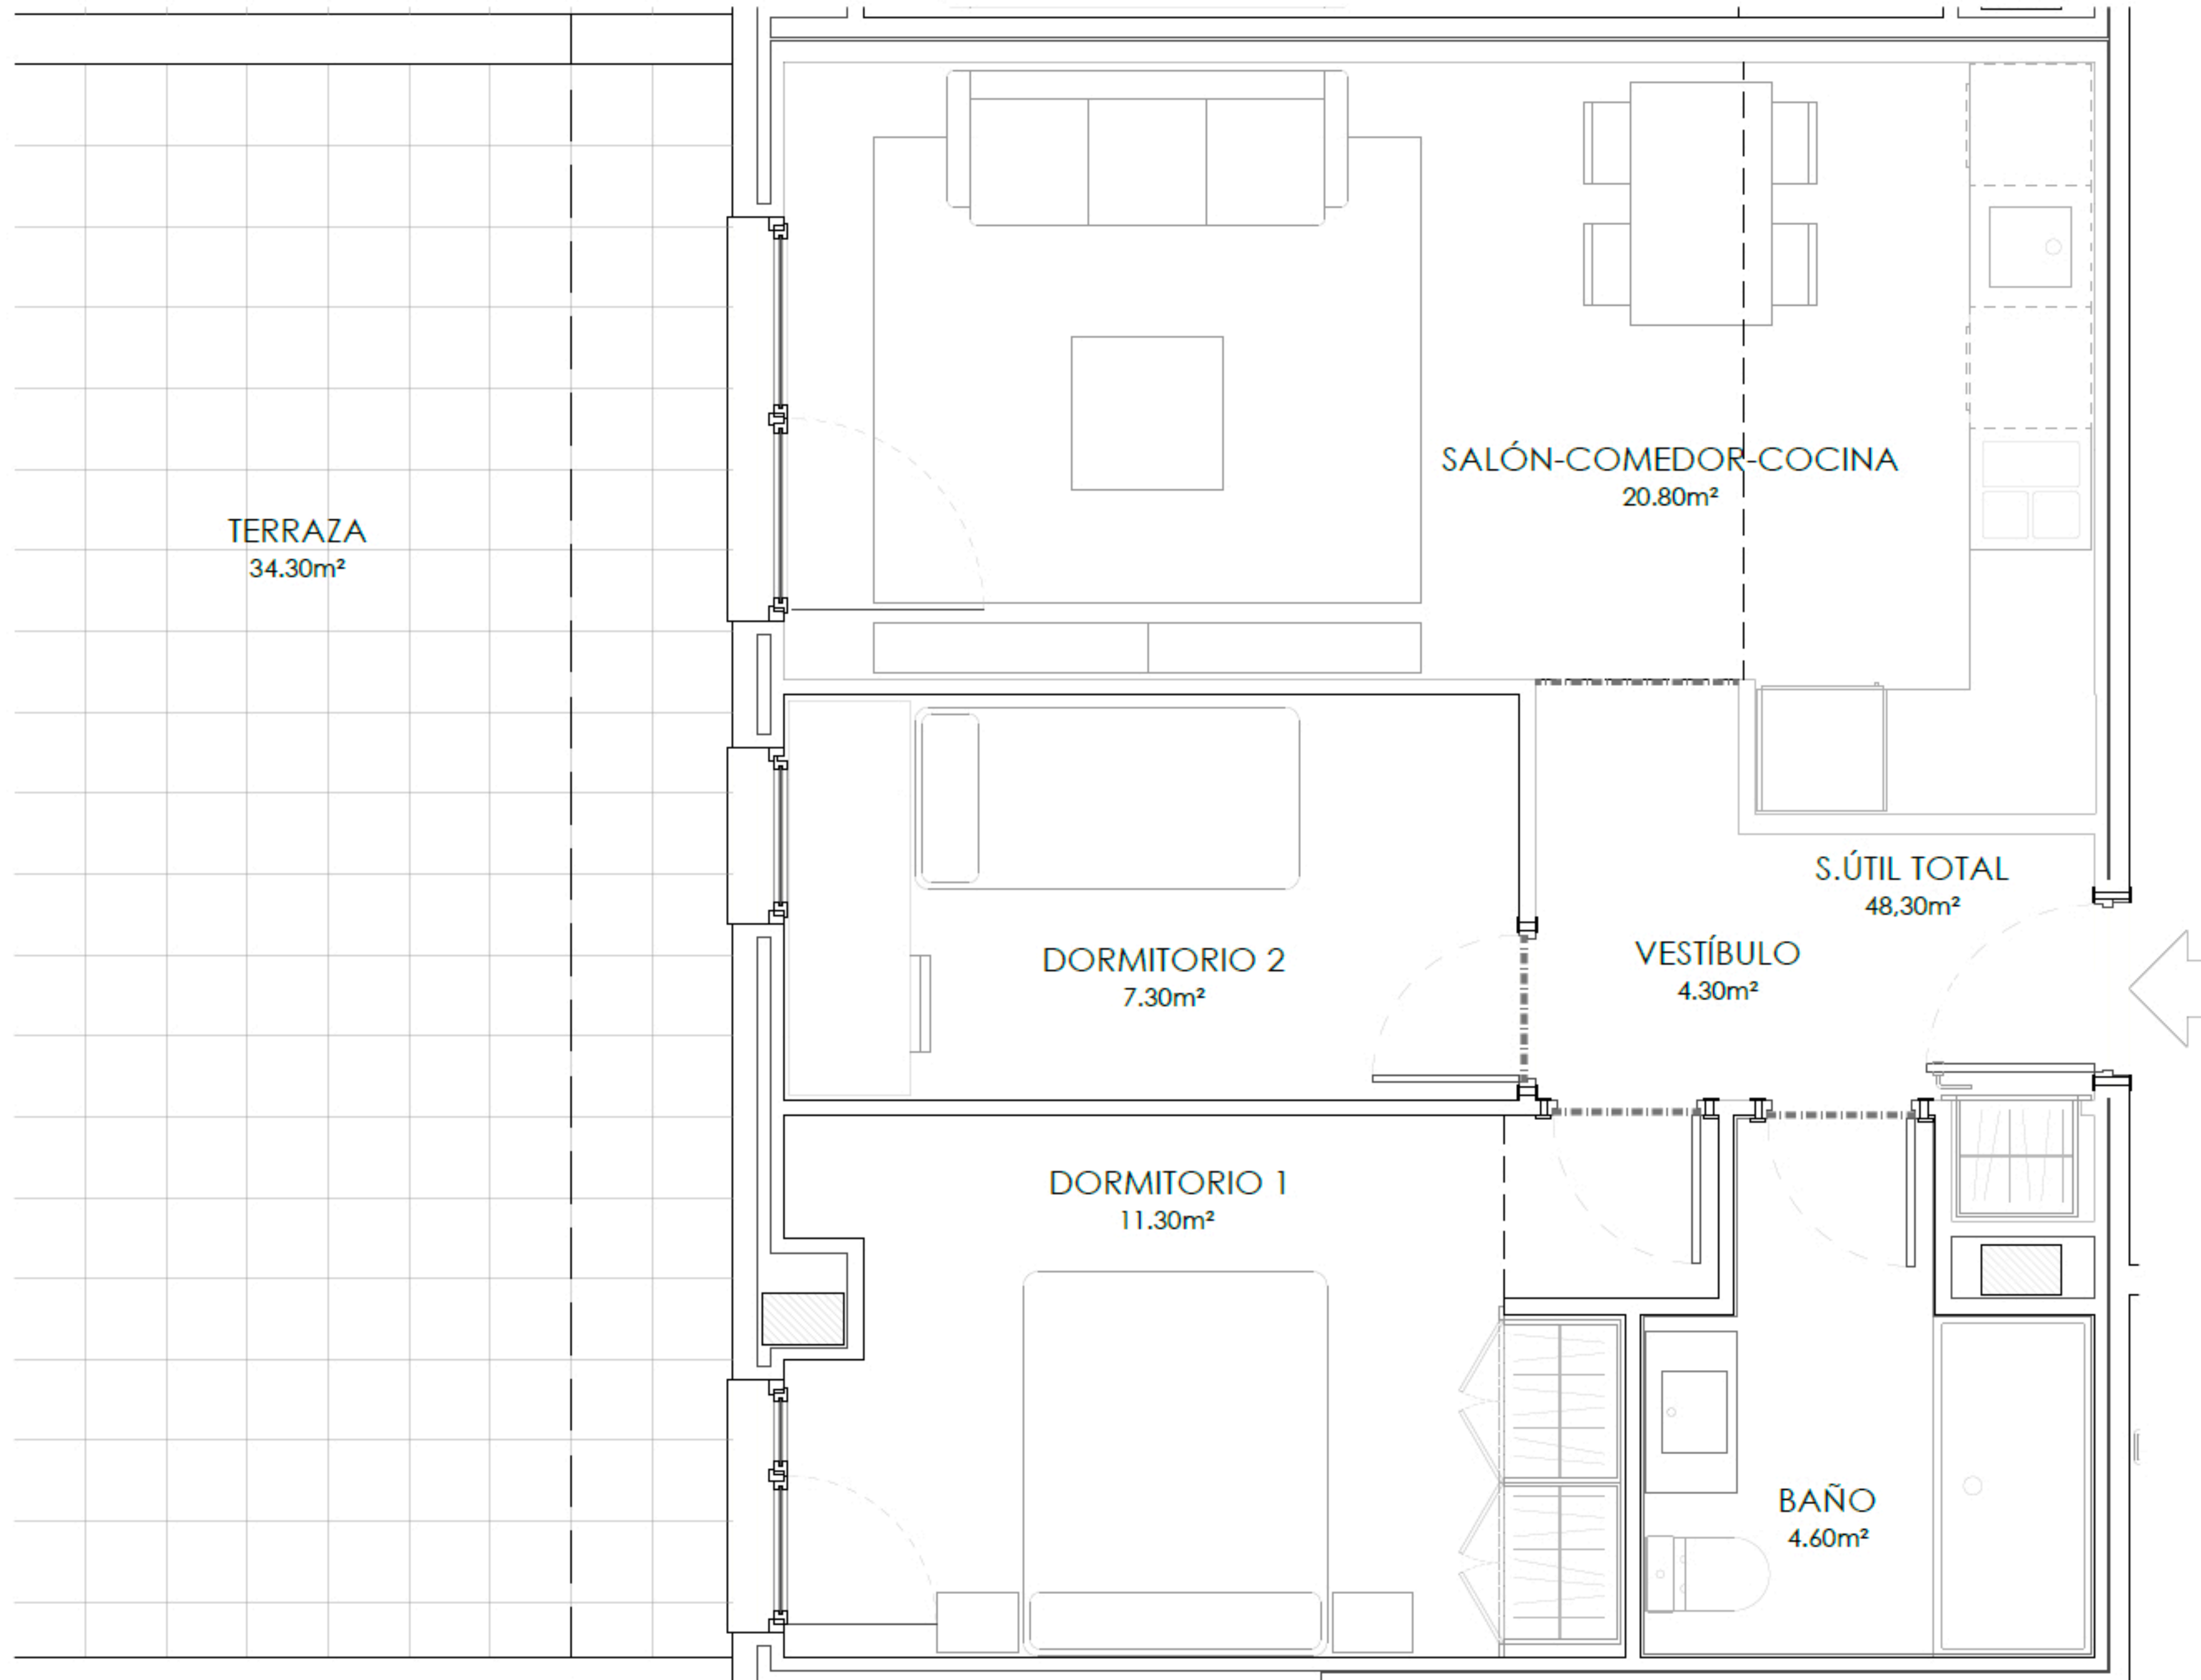 SALÓN-COMEDOR-COCINA
20.80m²
TERRAZA
34.30m²
S.ÚTIL TOTAL
48,30m²
DORMITORIO 2
7.30m²
VESTÍBULO
4.30m²
DORMITORIO 1
11.30m²
BAÑO
4.60m²